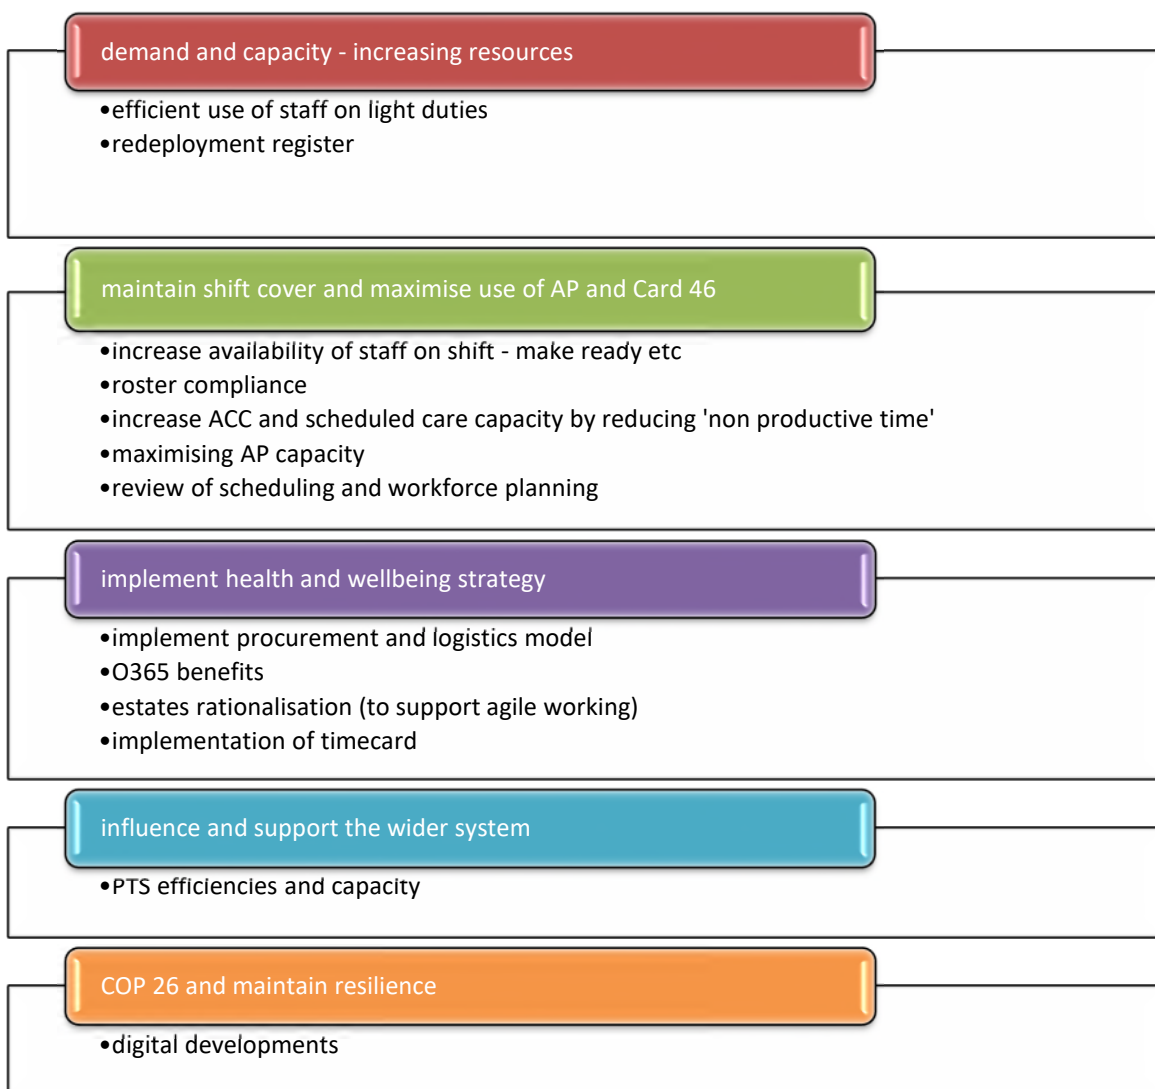 demand and capacity - increasing resources
•efficient use of staff on light duties
•redeployment register
maintain shift cover and maximise use of AP and Card 46
•increase availability of staff on shift - make ready etc
•roster compliance
•increase ACC and scheduled care capacity by reducing 'non productive time'
•maximising AP capacity
•review of scheduling and workforce planning
implement health and wellbeing strategy
•implement procurement and logistics model
•O365 benefits
•estates rationalisation (to support agile working)
•implementation of timecard
influence and support the wider system
•PTS efficiencies and capacity
COP 26 and maintain resilience
•digital developments